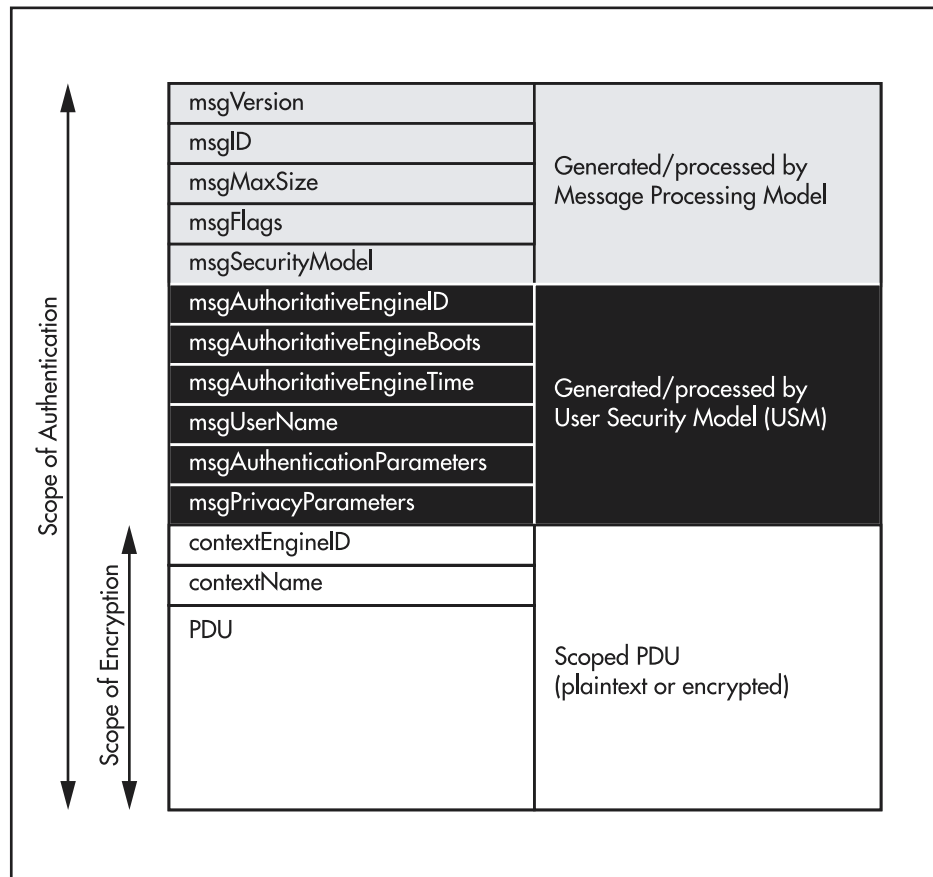 msgVersion
msgID
msgMaxSize
msgFlags
msgSecurityModel
Generated/processed by
Message Processing Model
msgAuthoritativeEngineID
msgAuthoritativeEngineBoots
msgAuthoritativeEngineTime
msgUserName
msgAuthenticationParameters
msgPrivacyParameters
Generated/processed by
User Security Model (USM)
contextEngineID
contextName
PDU
Scoped PDU
(plaintext or encrypted)
Scope of Authentication
Scope of Encryption